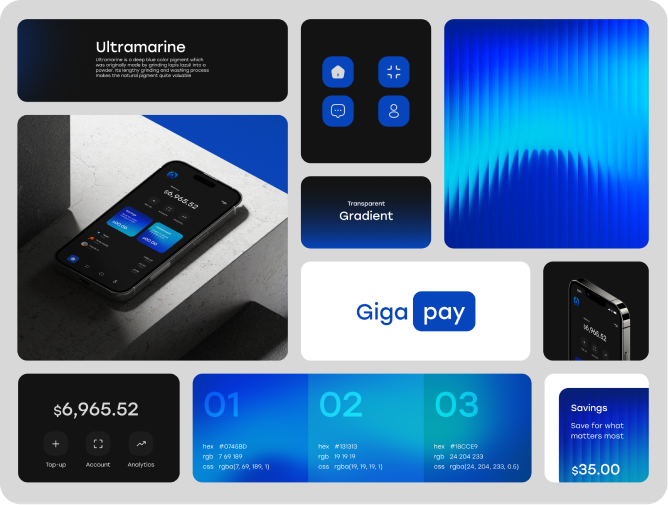 Ultramarine
Ultramarine is a deep blue color pigment which
was originally made by grinding lapis lazuli into a
powder. Its lengthy grinding and washing process
makes the natural pigment quite valuable
Transparent
Gradient
$6,965.52
Giga pay
$6,965.52
$6,965.52
Top-up
Account
Analytics
01
hex #0745BD
rgb 7 69 189
css rgba(7, 69, 189, 1)
02
hex #131313
rgb 19 19 19
css rgba(19, 19, 19, 1)
03
hex #18CCE9
rgb 24 204 233
css rgba(24, 204, 233, 0.5)
Savings
Save for what
matters most
$35.00